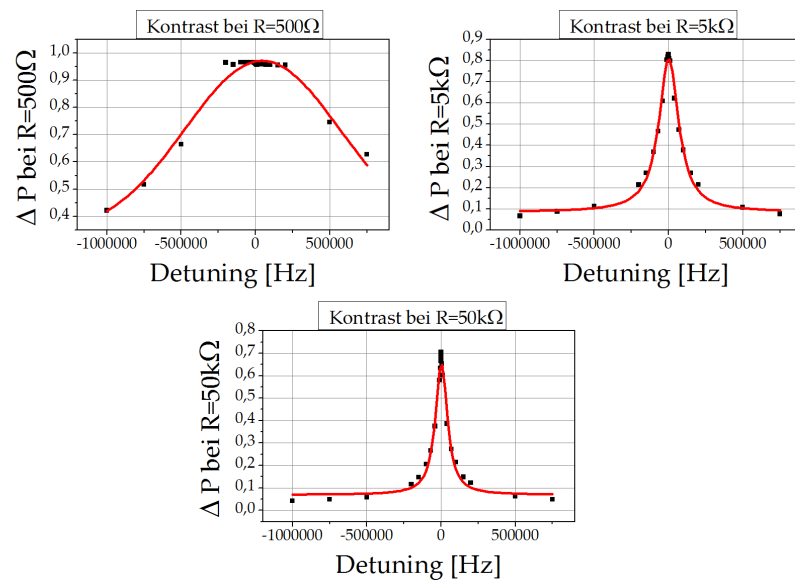 Kontrast bei R=500Ω
1,0
0,9
0,8
0,7
0,6
0,5
0,4
Δ P bei R=500Ω
-1000000 -500000 0 500000
Detuning [Hz]
Kontrast bei R=5kΩ
0,9
0,8
0,7
0,6
0,5
0,4
0,3
0,2
0,1
0,0
Δ P bei R=5kΩ
-1000000 -500000 0 500000
Detuning [Hz]
Kontrast bei R=50kΩ
0,8
0,7
0,6
0,5
0,4
0,3
0,2
0,1
0,0
Δ P bei R=50kΩ
-1000000 -500000 0 500000
Detuning [Hz]